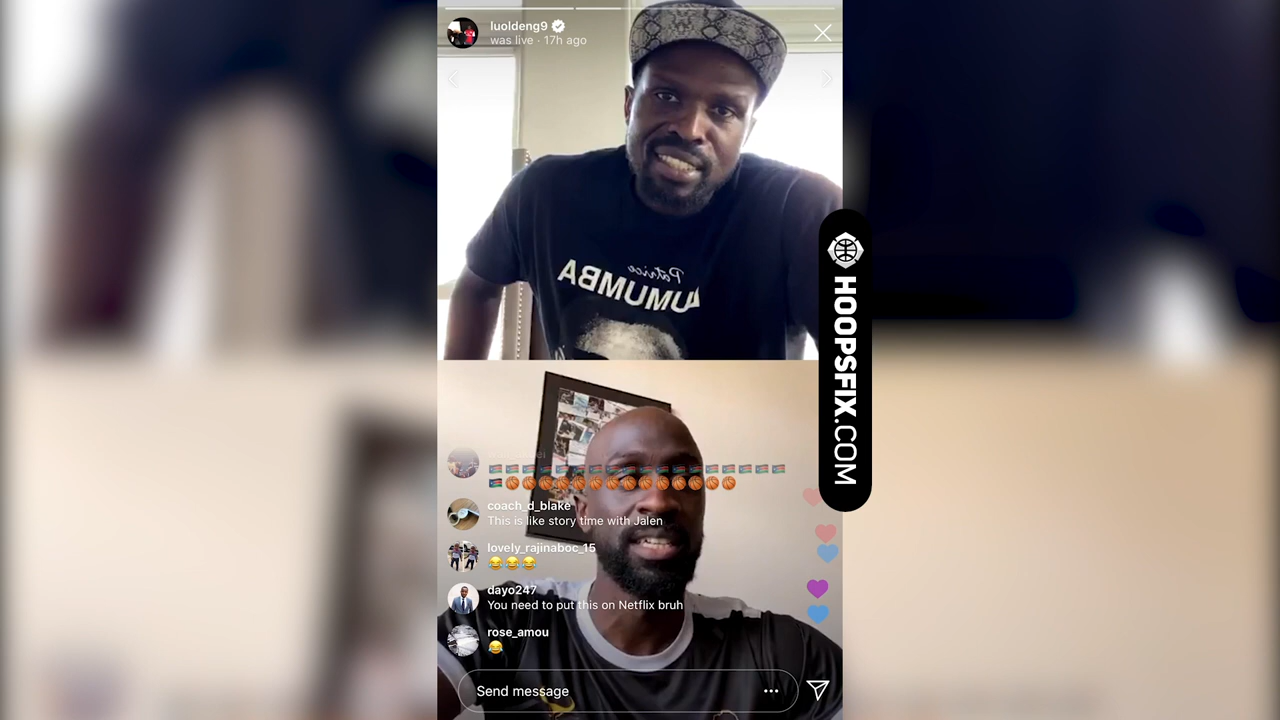 luoldeng9
was live · 17h ago
Patrice
LUMUMBA
HOOPSFIX.COM
🇸🇸🇸🇸🇸🇸🇸🇸🇸🇸🇸🇸🇸🇸🇸🇸🇸🇸🇸🇸🇸🇸🇸🇸🇸🇸🇸🇸🇸🇸🇸🇸🇸🇸🇸🇸
🇸🇸🏀🏀🏀🏀🏀🏀🏀🏀🏀🏀🏀🏀🏀🏀
coach_d_blake
This is like story time with Jalen
lovely_rajinaboc_15
😂😂😂
dayo247
You need to put this on Netflix bruh
rose_amou
😂
Send message